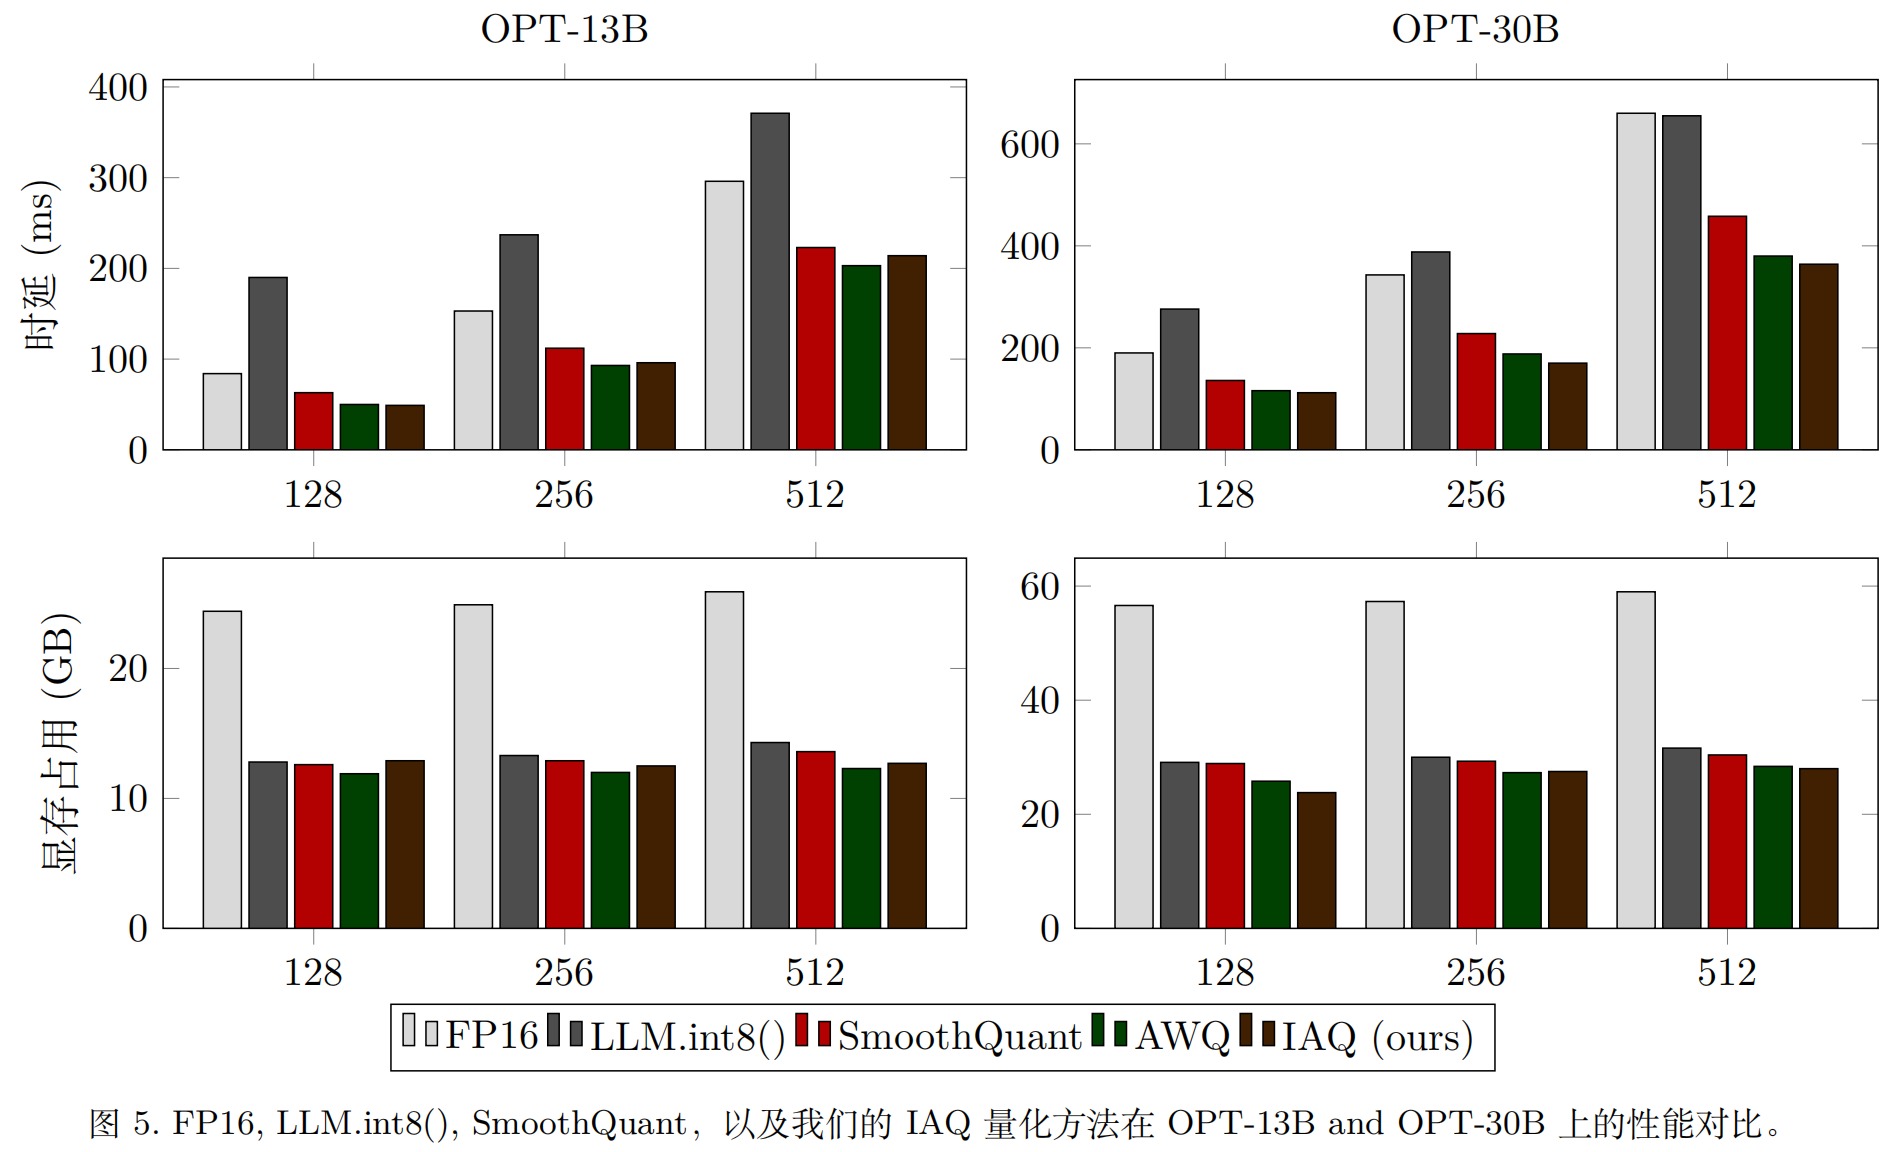 OPT-13B
OPT-30B
时延 (ms)
400
300
200
100
0
128 256 512
600
400
200
0
128 256 512
显存占用 (GB)
20
10
0
128 256 512
60
40
20
0
128 256 512
FP16 LLM.int8() SmoothQuant AWQ IAQ (ours)
图 5. FP16, LLM.int8(), SmoothQuant，以及我们的 IAQ 量化方法在 OPT-13B and OPT-30B 上的性能对比。